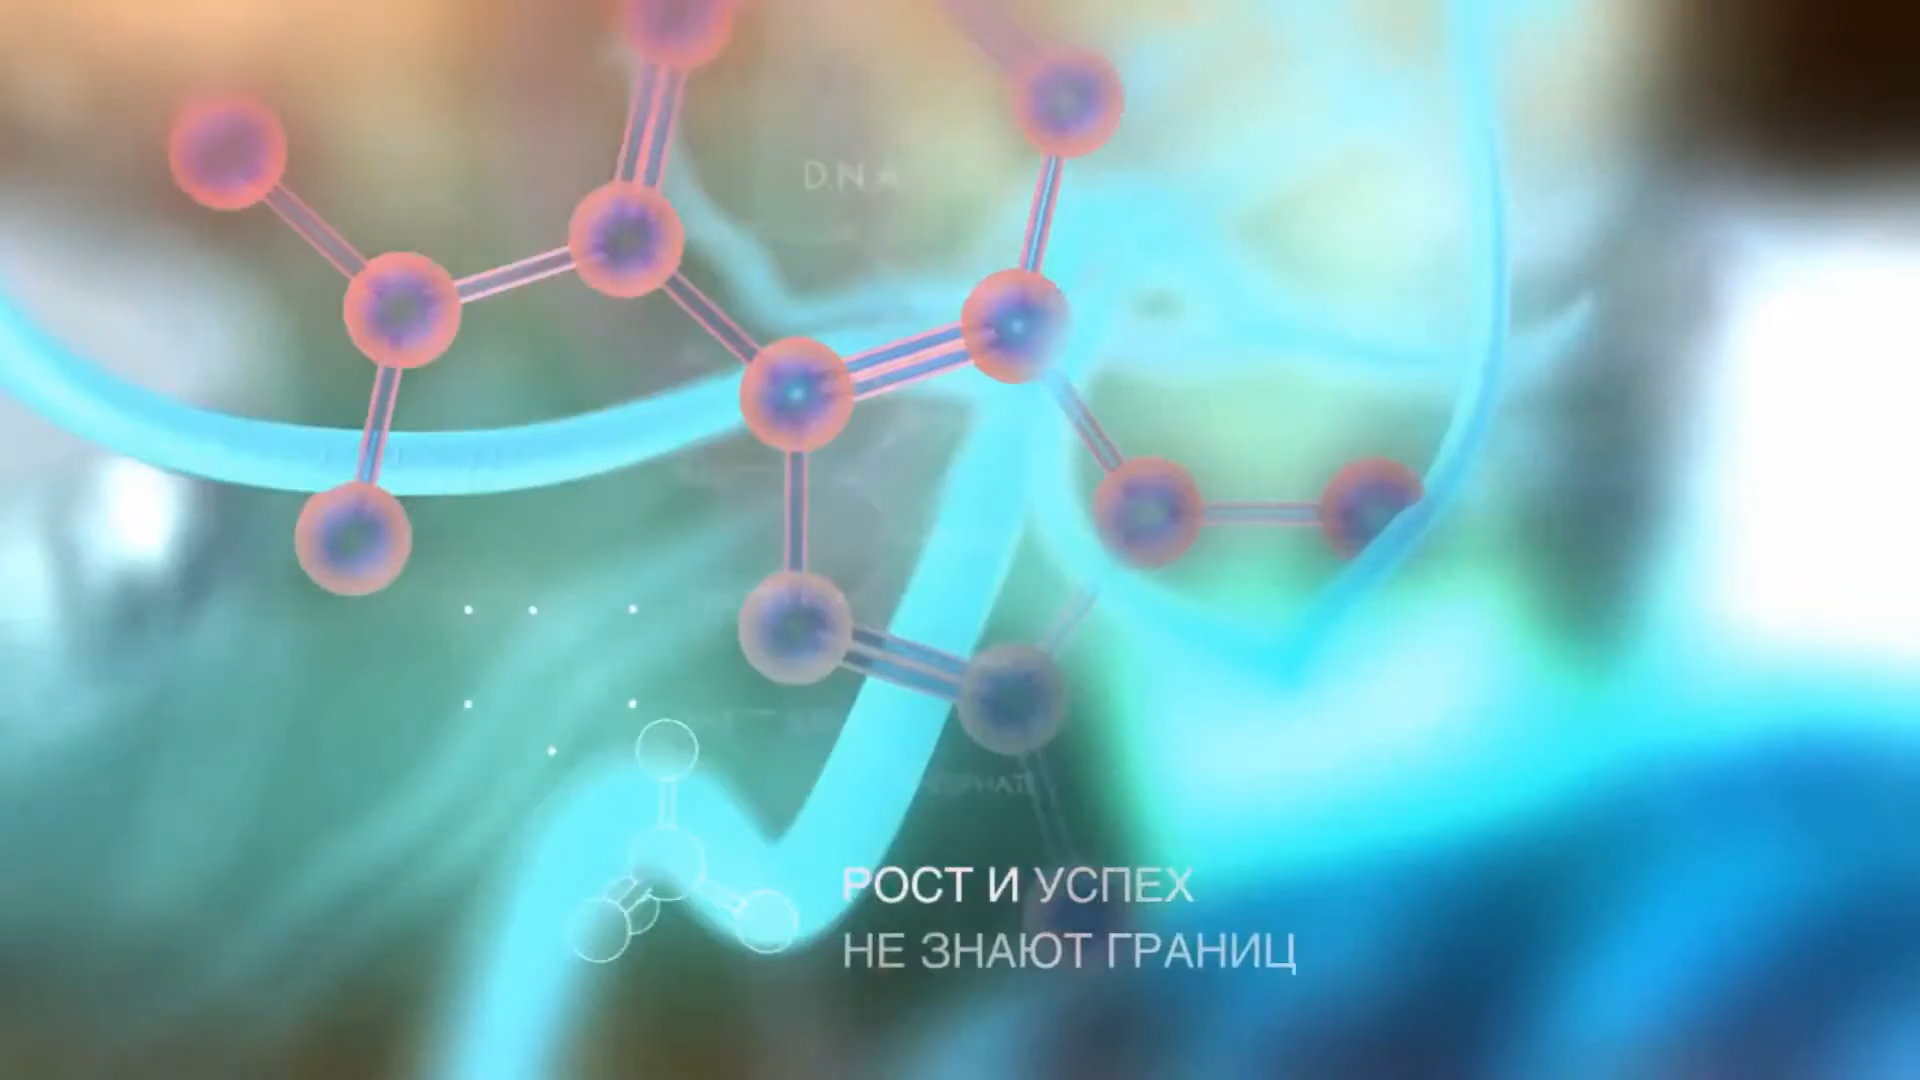 D.N.A
РОСТ И УСПЕХ
НЕ ЗНАЮТ ГРАНИЦ